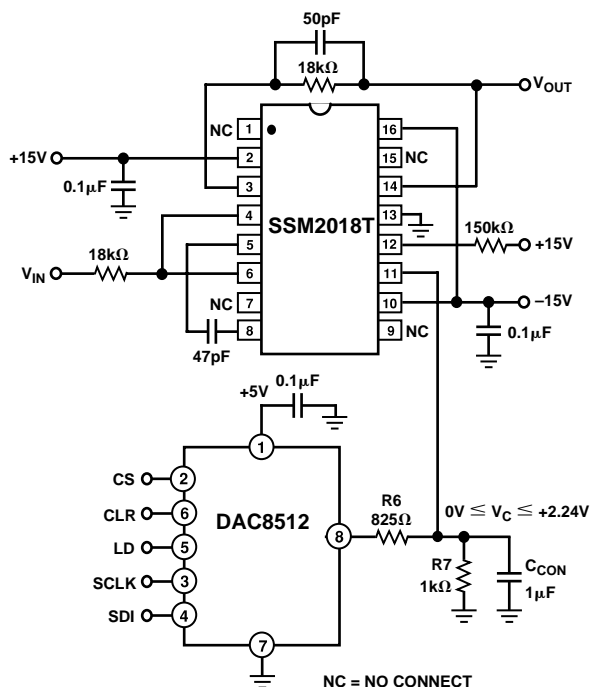 50pF
18kΩ
VOUT
NC 1
16
+15V
2
15 NC
0.1μF
3
14
SSM2018T
4
13
150kΩ
18kΩ
5
12
+15V
VIN
6
11
NC 7
10
–15V
8
9 NC
47pF
0.1μF
+5V
0.1μF
1
CS 2
CLR 6
DAC8512
8
R6
825Ω
0V ≤ VC ≤ +2.24V
LD 5
SCLK 3
R7
1kΩ
CCON
1μF
SDI 4
7
NC = NO CONNECT